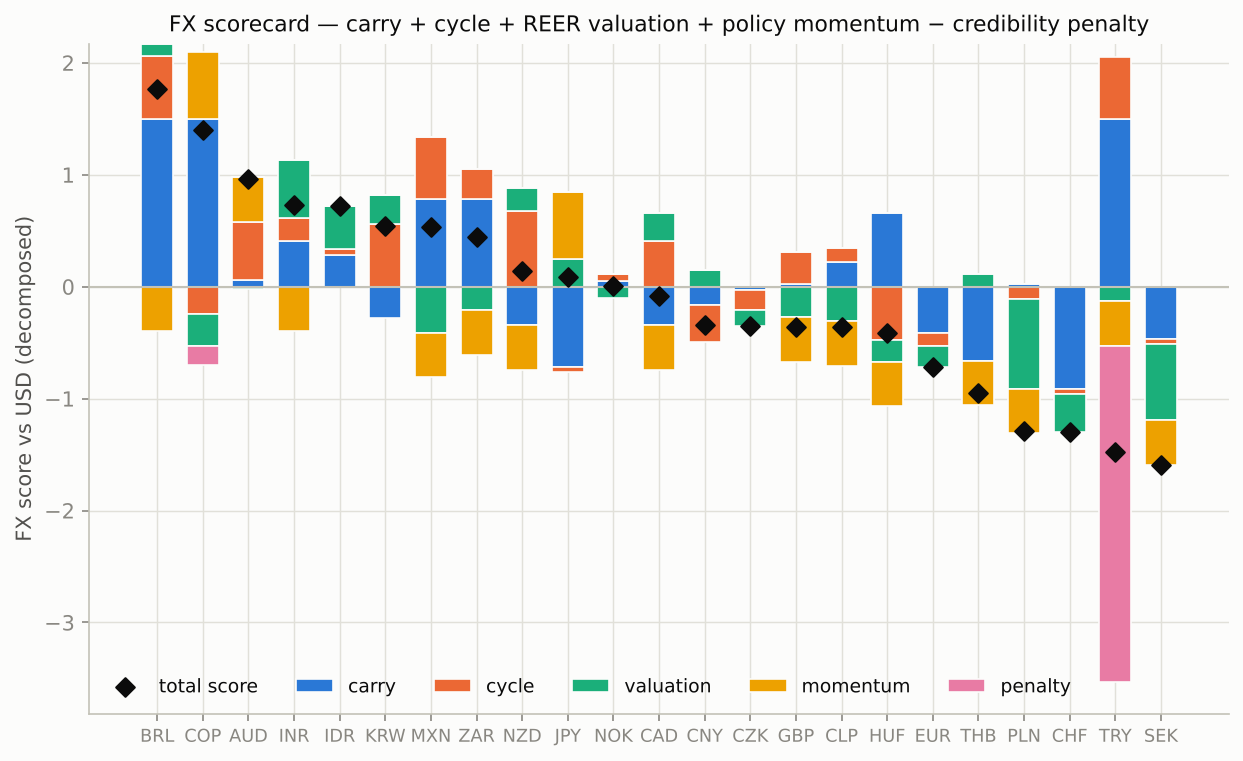 FX scorecard — carry + cycle + REER valuation + policy momentum − credibility penalty
FX score vs USD (decomposed)
2
1
0
−1
−2
−3
total score
carry
cycle
valuation
momentum
penalty
BRL COP AUD INR IDR KRW MXN ZAR NZD JPY NOK CAD CNY CZK GBP CLP HUF EUR THB PLN CHF TRY SEK